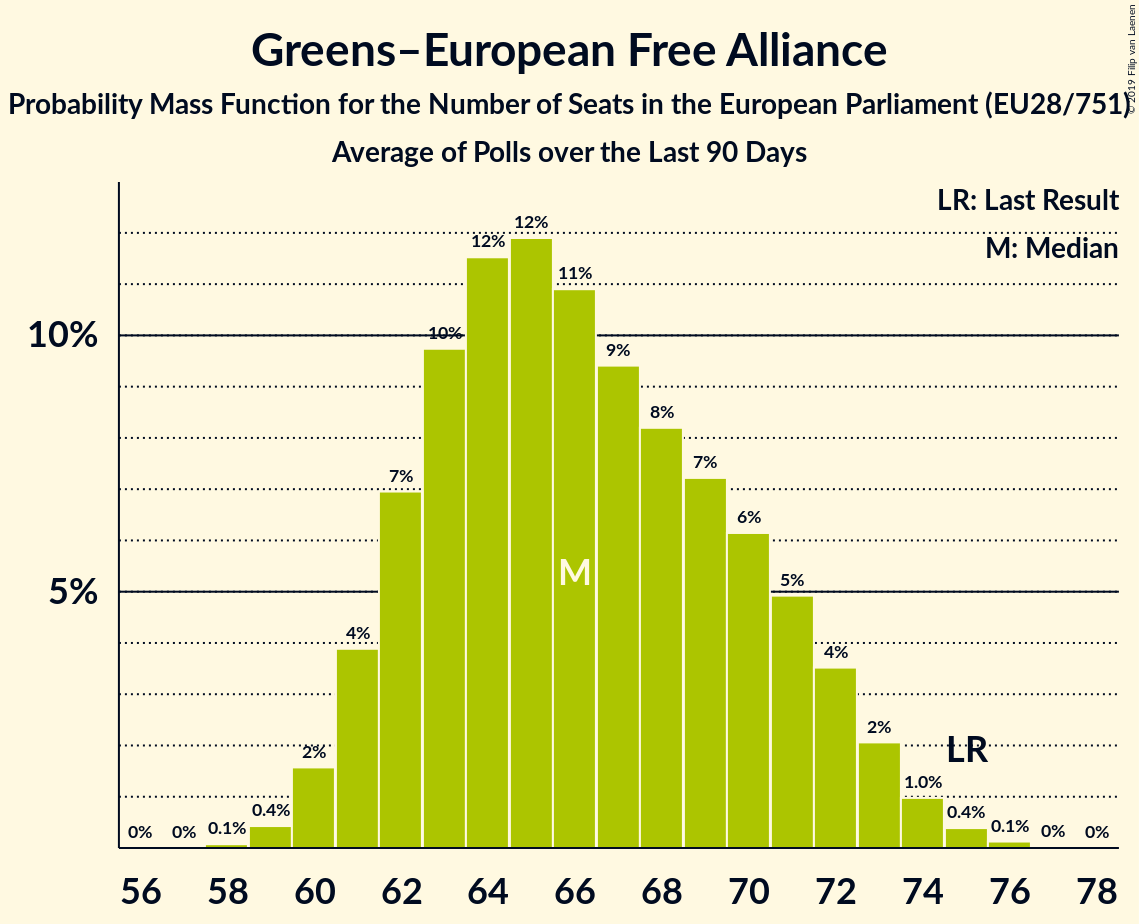 Greens–European Free Alliance
Probability Mass Function for the Number of Seats in the European Parliament (EU28/751)
Average of Polls over the Last 90 Days
© 2019 Filip van Laenen
LR: Last Result
M: Median
10%
5%
0%
0%
0.1%
0.4%
2%
4%
7%
10%
12%
12%
11%
9%
8%
7%
6%
5%
4%
2%
1.0%
0.4%
0.1%
0%
0%
M
LR
56 58 60 62 64 66 68 70 72 74 76 78